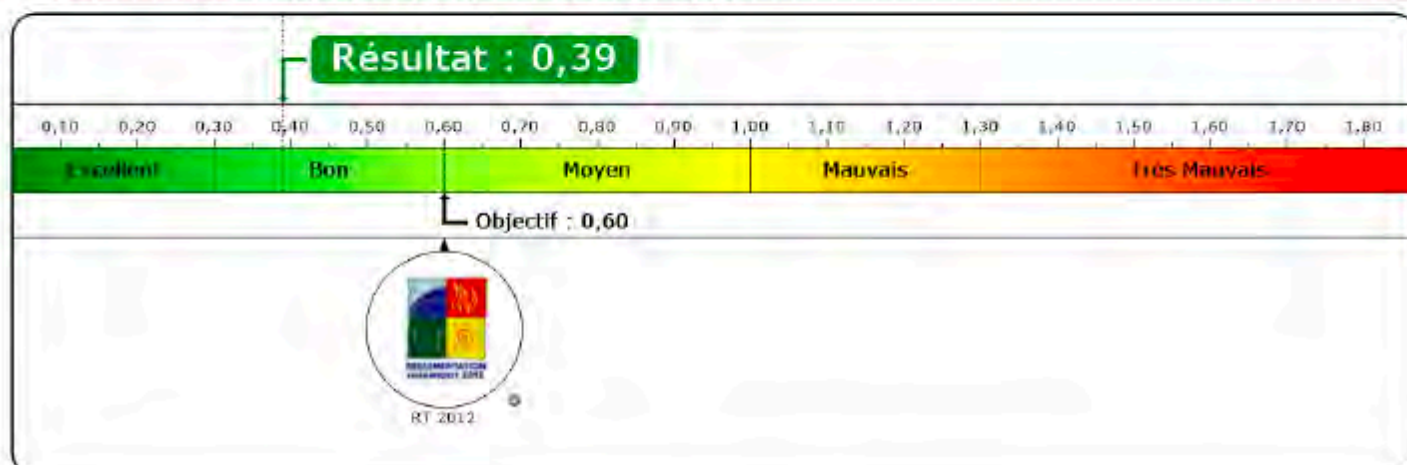 Résultat : 0,39
0,10 0,20 0,30 0,40 0,50 0,60 0,70 0,80 0,90 1,00 1,10 1,20 1,30 1,40 1,50 1,60 1,70 1,80
Excellent Bon Moyen Mauvais Très Mauvais
Objectif : 0,60
RÉGLEMENTATION
RT 2012